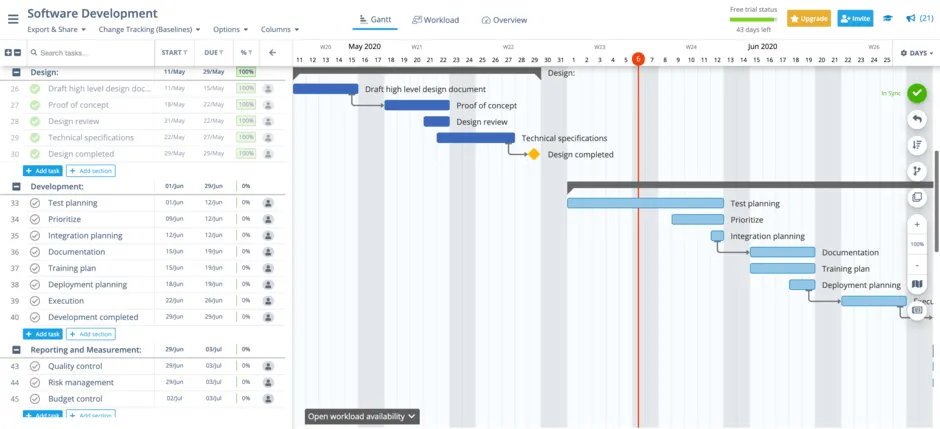 Software Development
Export & Share Change Tracking (Baselines) Options Columns
Gantt Workload Overview
Free trial status
43 days left
Upgrade Invite (21)
Search tasks... START DUE %
W20 May 2020 W21 W22 W23 W24 Jun 2020 W26
11 12 13 14 15 16 17 18 19 20 21 22 23 24 25 26 27 28 29 30 31 1 2 3 4 5 6 7 8 9 10 11 12 13 14 15 16 17 18 19 20 21 22 23 24 25
DAYS
Design: 11/May 29/May 100% Design:
26 Draft high level design doc... 11/May 15/May 100% Draft high level design document
In Sync
27 Proof of concept 18/May 22/May 100% Proof of concept
28 Design review 21/May 22/May 100% Design review
29 Technical specifications 22/May 27/May 100% Technical specifications
30 Design completed 29/May 29/May 100% Design completed
+ Add task + Add section
Development: 01/Jun 29/Jun 0%
33 Test planning 01/Jun 12/Jun 0% Test planning
34 Prioritize 09/Jun 12/Jun 0% Prioritize
35 Integration planning 12/Jun 12/Jun 0% Integration planning
+
100%
-
36 Documentation 15/Jun 19/Jun 0% Documentation
37 Training plan 15/Jun 19/Jun 0% Training plan
38 Deployment planning 18/Jun 19/Jun 0% Deployment planning
39 Execution 22/Jun 26/Jun 0%
40 Development completed 29/Jun 29/Jun 0%
+ Add task + Add section
Reporting and Measurement: 29/Jun 03/Jul 0%
43 Quality control 29/Jun 03/Jul 0%
44 Risk management 29/Jun 03/Jul 0%
45 Budget control 02/Jul 03/Jul 0%
+ Add task + Add section
Open workload availability